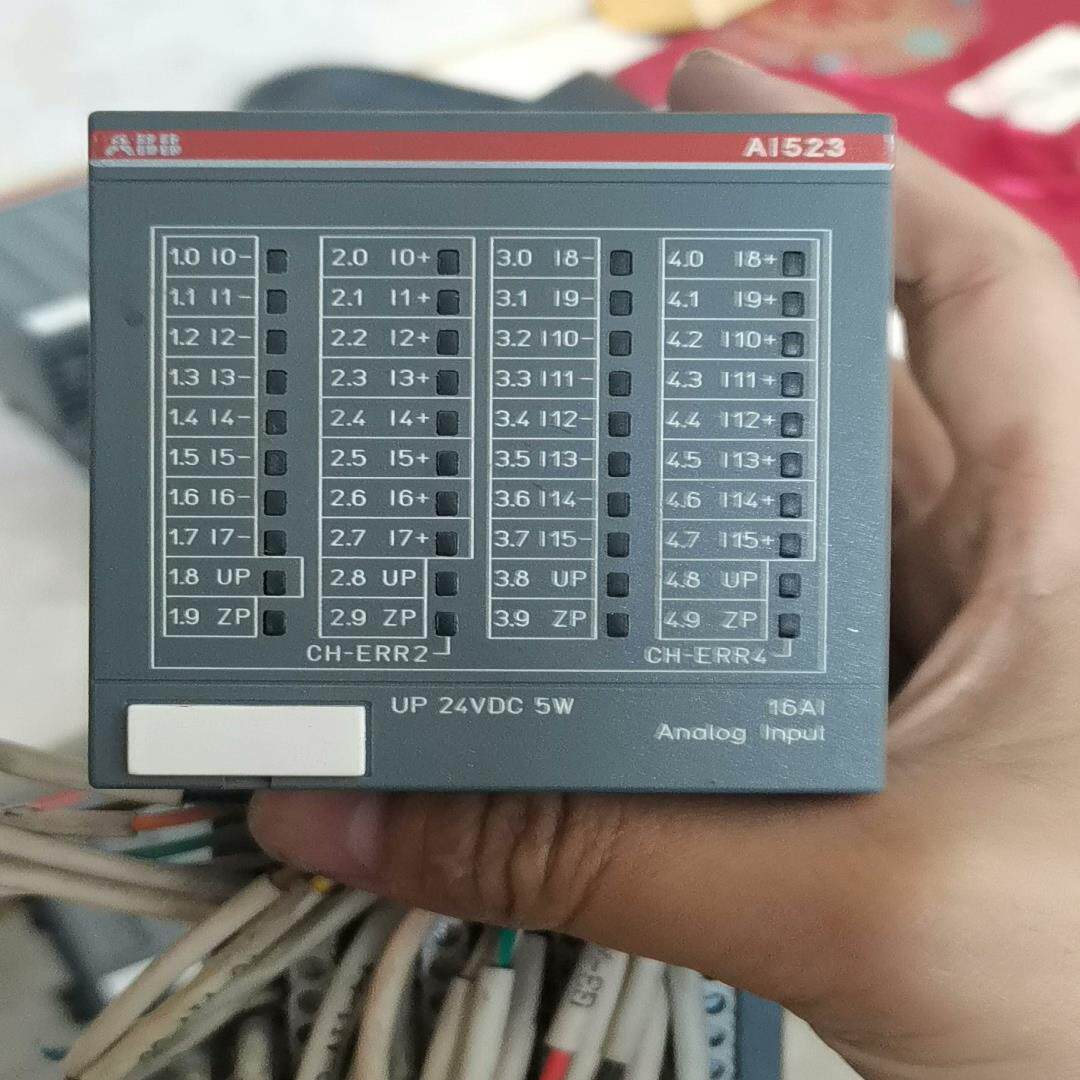 ABB AI523
1.0 I0- 2.0 I0+ 3.0 I8- 4.0 I8+
1.1 I1- 2.1 I1+ 3.1 I9- 4.1 I9+
1.2 I2- 2.2 I2+ 3.2 I10- 4.2 I10+
1.3 I3- 2.3 I3+ 3.3 I11- 4.3 I11+
1.4 I4- 2.4 I4+ 3.4 I12- 4.4 I12+
1.5 I5- 2.5 I5+ 3.5 I13- 4.5 I13+
1.6 I6- 2.6 I6+ 3.6 I14- 4.6 I14+
1.7 I7- 2.7 I7+ 3.7 I15- 4.7 I15+
1.8 UP 2.8 UP 3.8 UP 4.8 UP
1.9 ZP 2.9 ZP 3.9 ZP 4.9 ZP
CH-ERR2 CH-ERR4
UP 24VDC 5W 16AI
Analog Input